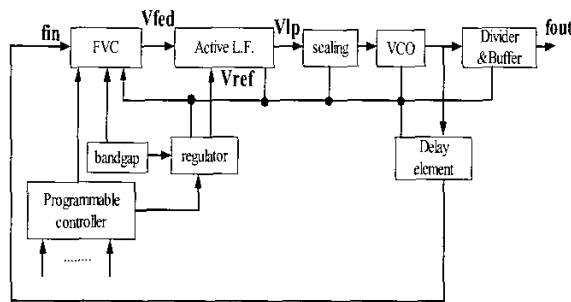 fin
FVC
Vfed
Active L.F.
Vlp
scaling
VCO
Divider
&Buffer
fout
Vref
bandgap
regulator
Delay
element
Programmable
controller
........